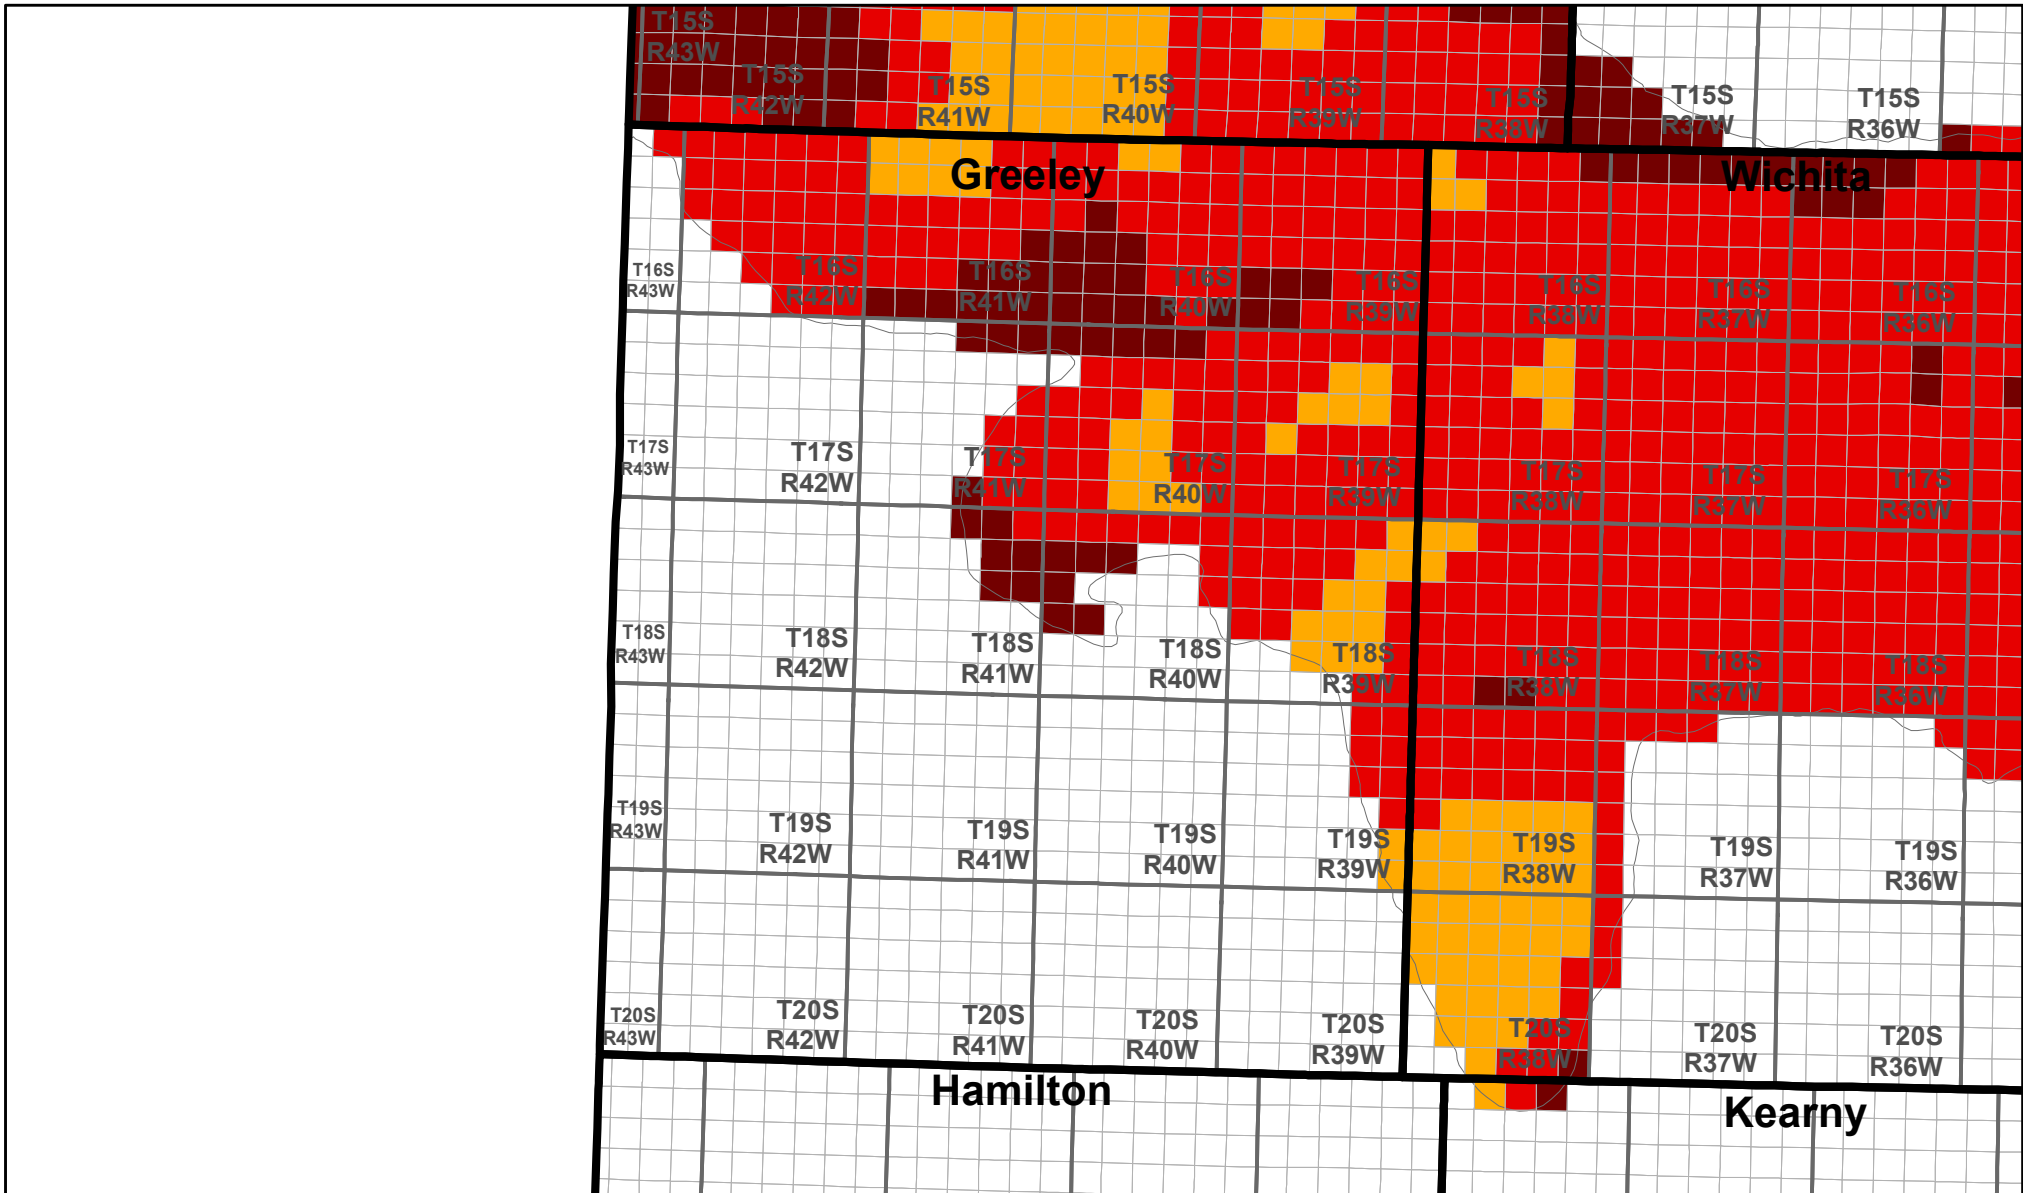 T15S
R43W
T15S
R42W
T15S
R41W
T15S
R40W
T15S
R39W
T15S
R38W
T15S
R37W
T15S
R36W
Greeley
Wichita
T16S
R43W
T16S
R42W
T16S
R41W
T16S
R40W
T16S
R39W
T16S
R38W
T16S
R37W
T16S
R36W
T17S
R43W
T17S
R42W
T17S
R41W
T17S
R40W
T17S
R39W
T17S
R38W
T17S
R37W
T17S
R36W
T18S
R43W
T18S
R42W
T18S
R41W
T18S
R40W
T18S
R39W
T18S
R38W
T18S
R37W
T18S
R36W
T19S
R43W
T19S
R42W
T19S
R41W
T19S
R40W
T19S
R39W
T19S
R38W
T19S
R37W
T19S
R36W
T20S
R43W
T20S
R42W
T20S
R41W
T20S
R40W
T20S
R39W
T20S
R38W
T20S
R37W
T20S
R36W
Hamilton
Kearny